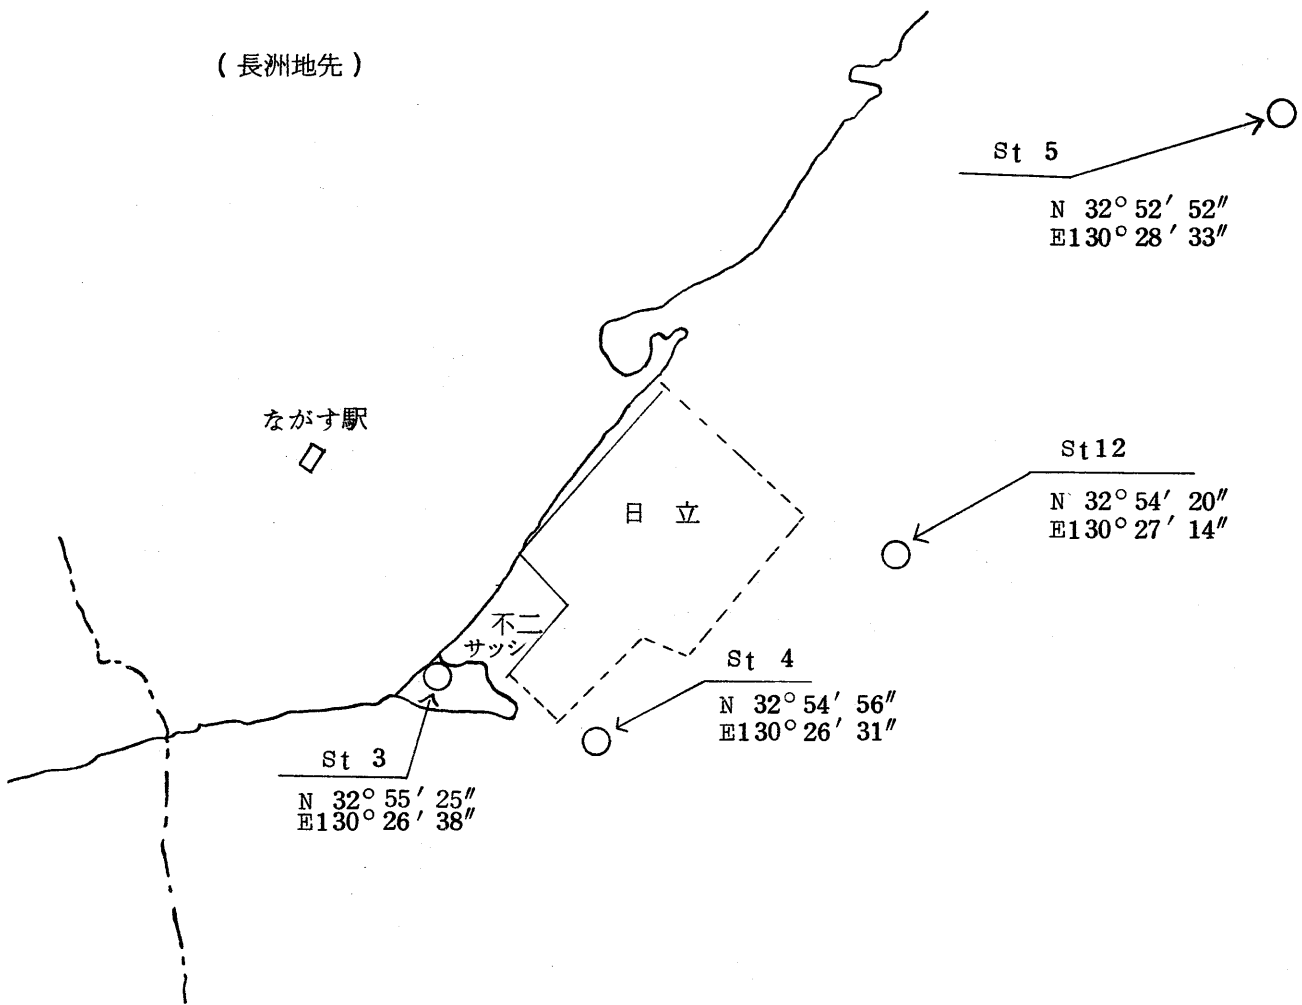 (長洲地先)
St 5
N 32° 52′ 52″
E130° 28′ 33″
ながす駅
St12
N 32° 54′ 20″
E130° 27′ 14″
日 立
不二
サッシ
St 4
N 32° 54′ 56″
E130° 26′ 31″
St 3
N 32° 55′ 25″
E130° 26′ 38″